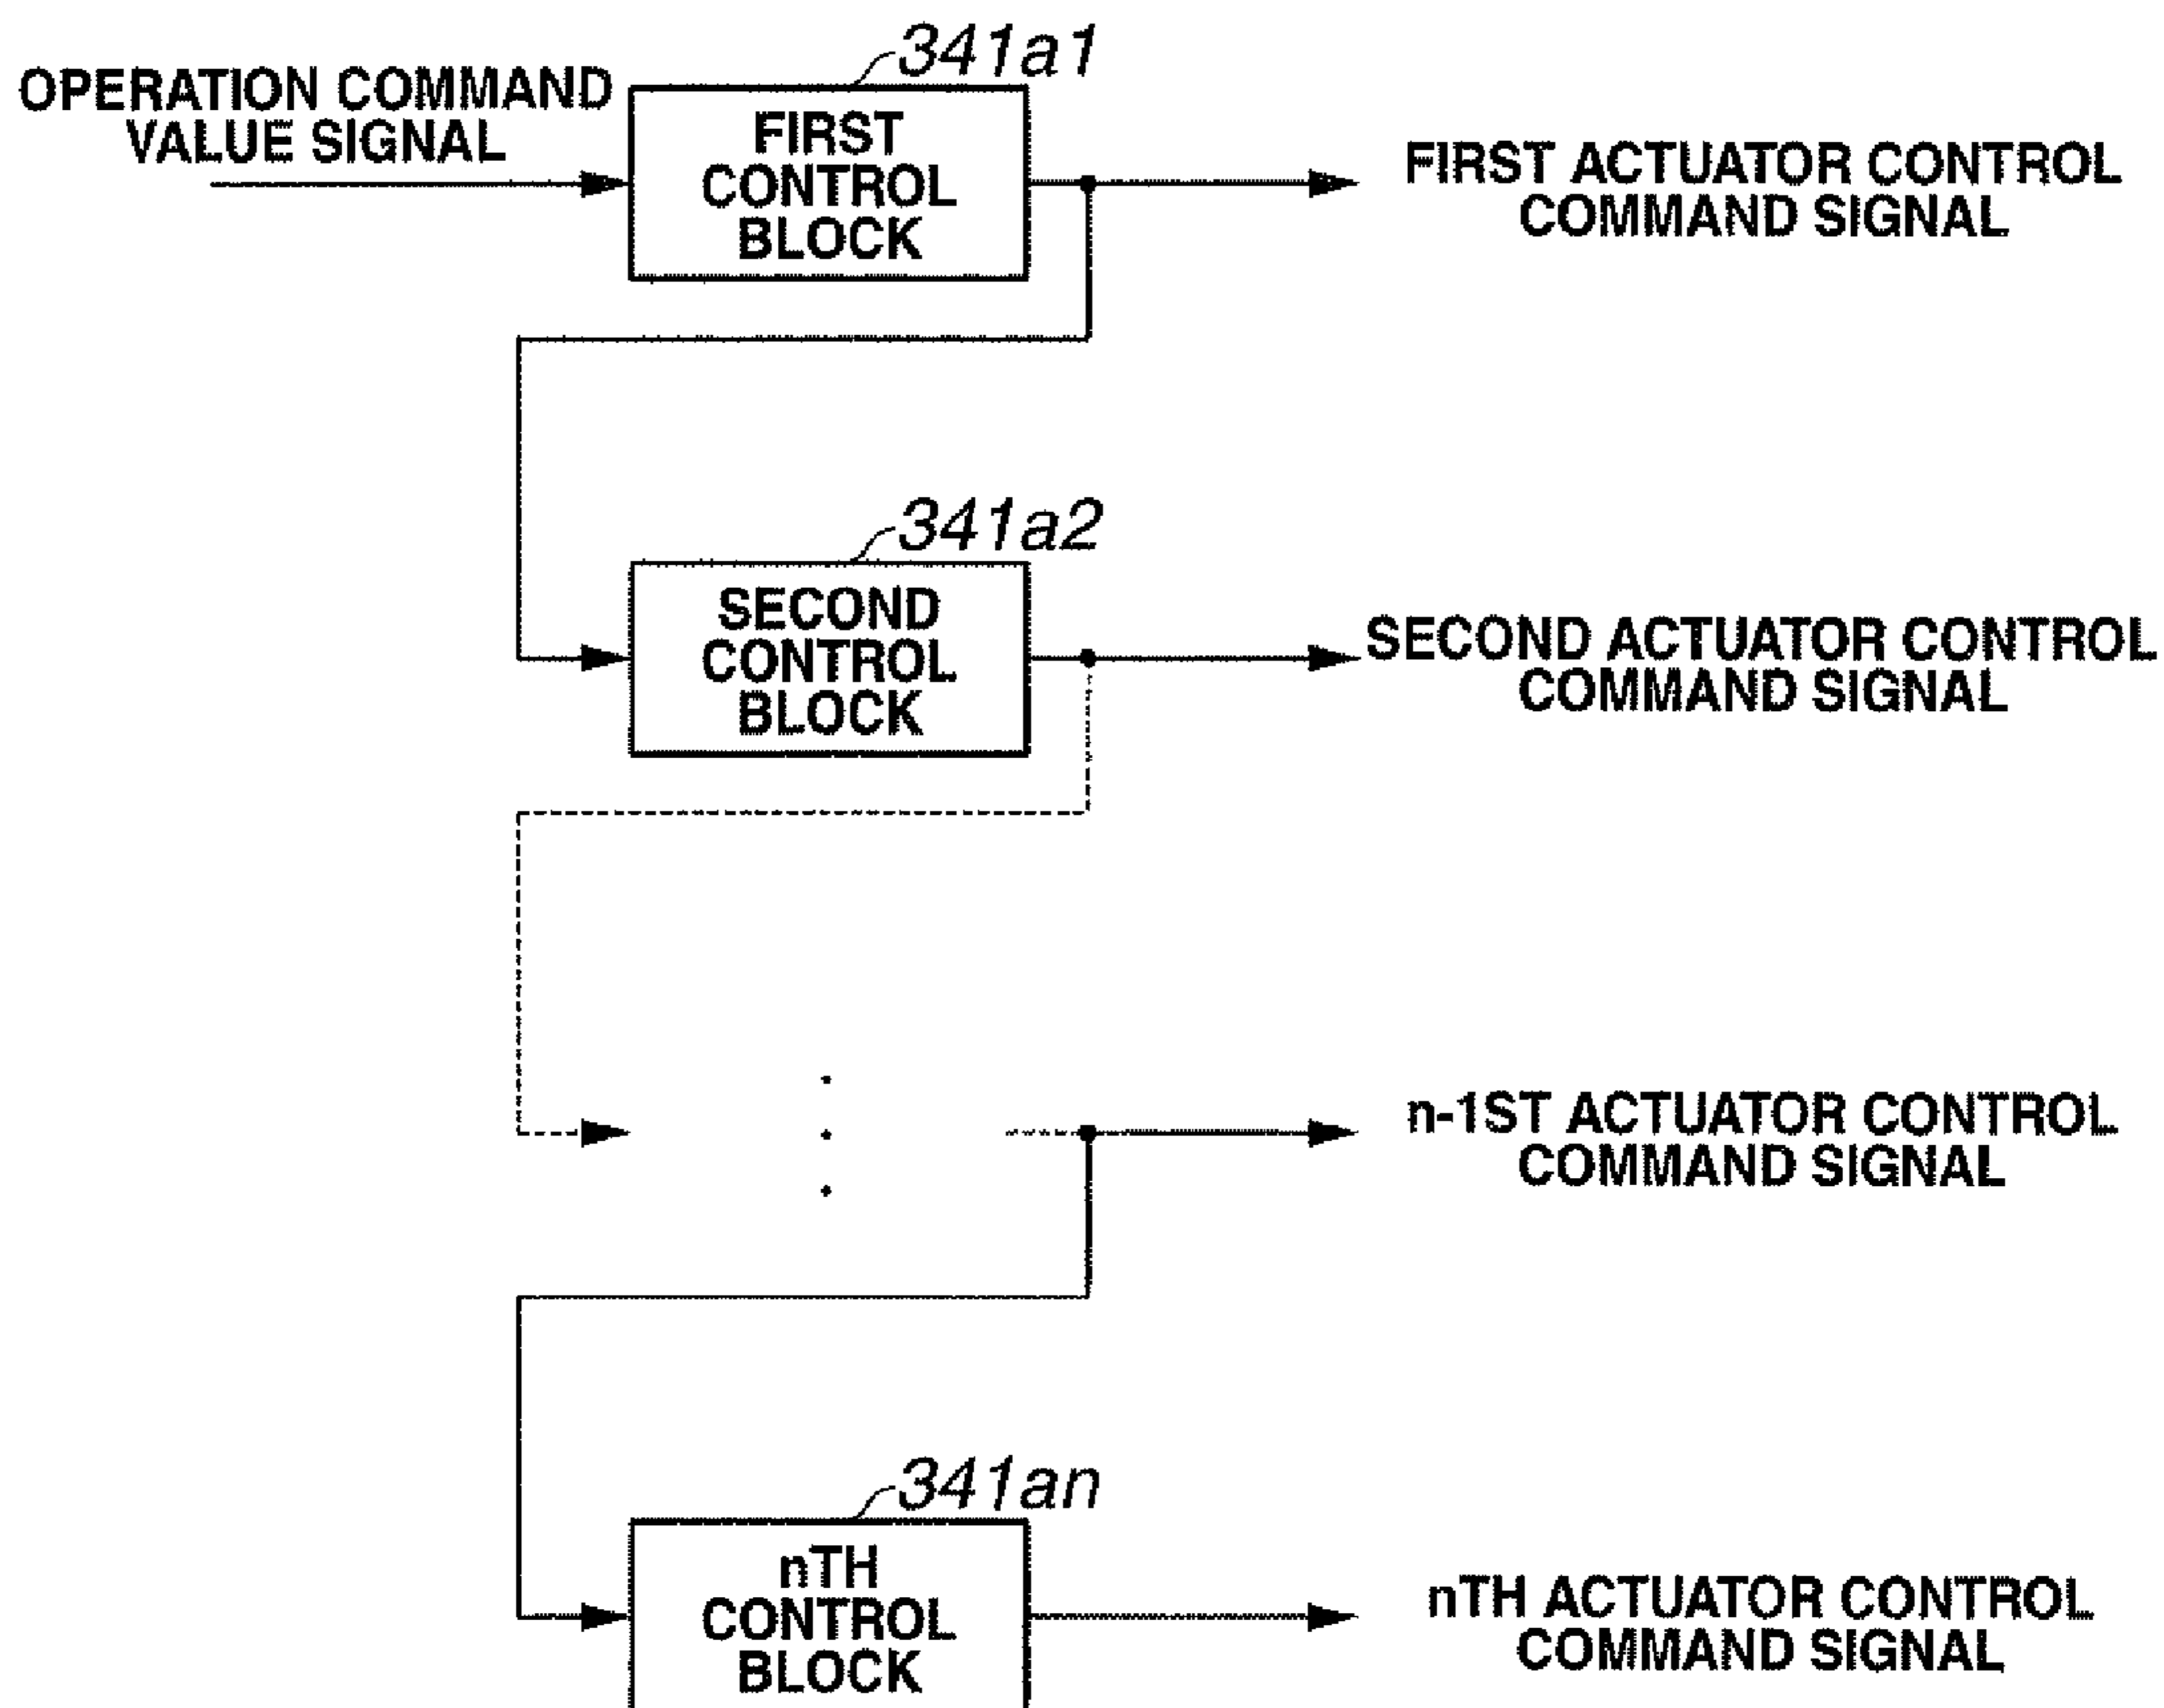 341a1
OPERATION COMMAND
VALUE SIGNAL
FIRST
CONTROL
BLOCK
FIRST ACTUATOR CONTROL
COMMAND SIGNAL
341a2
SECOND
CONTROL
BLOCK
SECOND ACTUATOR CONTROL
COMMAND SIGNAL
n-1ST ACTUATOR CONTROL
COMMAND SIGNAL
341an
nTH
CONTROL
BLOCK
nTH ACTUATOR CONTROL
COMMAND SIGNAL